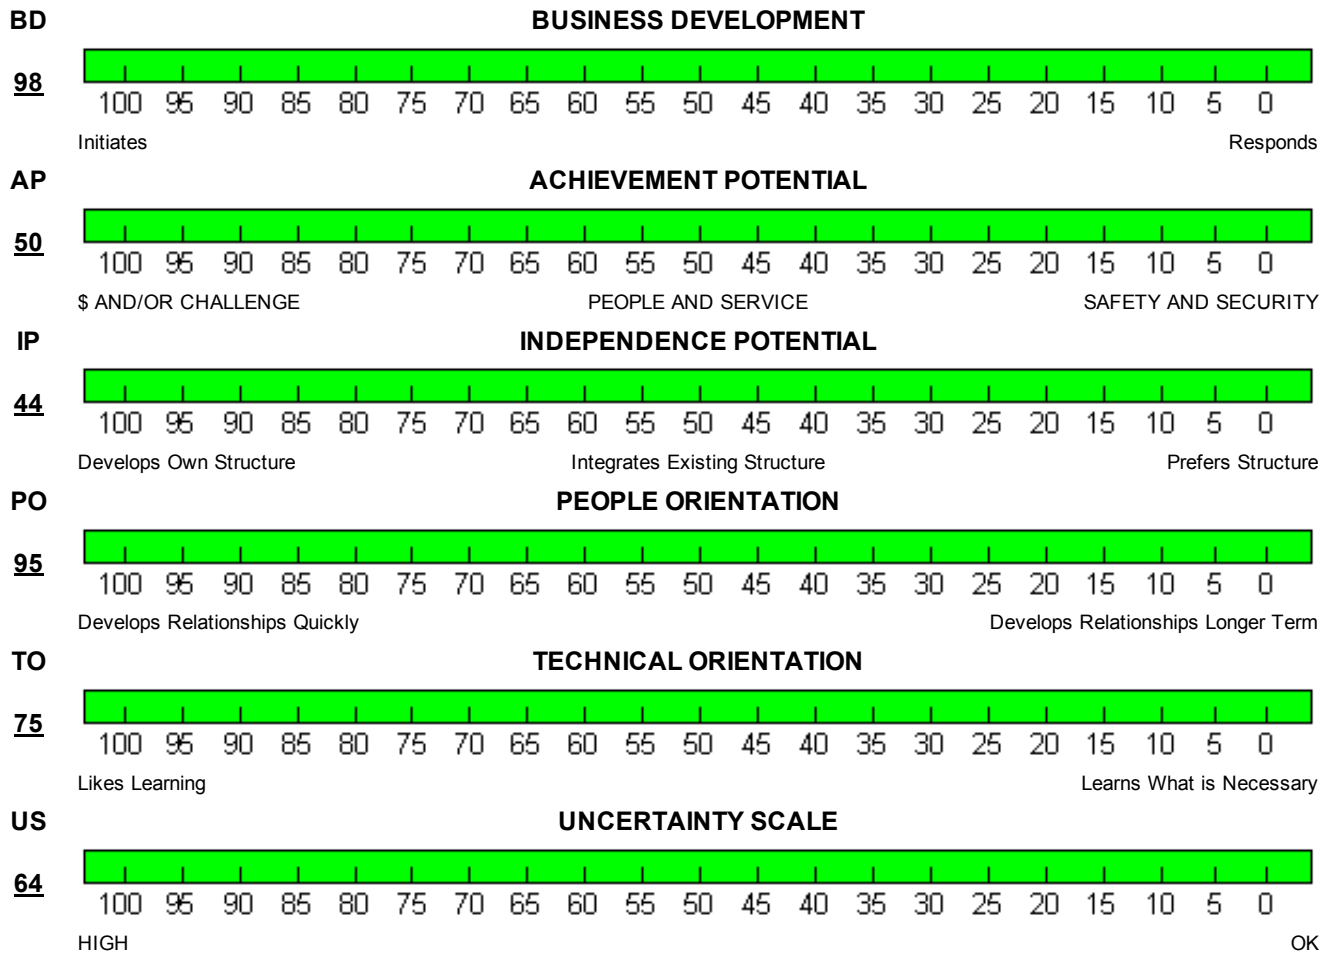 BD BUSINESS DEVELOPMENT
98
100 95 90 85 80 75 70 65 60 55 50 45 40 35 30 25 20 15 10 5 0
Initiates Responds
AP ACHIEVEMENT POTENTIAL
50
100 95 90 85 80 75 70 65 60 55 50 45 40 35 30 25 20 15 10 5 0
$ AND/OR CHALLENGE PEOPLE AND SERVICE SAFETY AND SECURITY
IP INDEPENDENCE POTENTIAL
44
100 95 90 85 80 75 70 65 60 55 50 45 40 35 30 25 20 15 10 5 0
Develops Own Structure Integrates Existing Structure Prefers Structure
PO PEOPLE ORIENTATION
95
100 95 90 85 80 75 70 65 60 55 50 45 40 35 30 25 20 15 10 5 0
Develops Relationships Quickly Develops Relationships Longer Term
TO TECHNICAL ORIENTATION
75
100 95 90 85 80 75 70 65 60 55 50 45 40 35 30 25 20 15 10 5 0
Likes Learning Learns What is Necessary
US UNCERTAINTY SCALE
64
100 95 90 85 80 75 70 65 60 55 50 45 40 35 30 25 20 15 10 5 0
HIGH OK